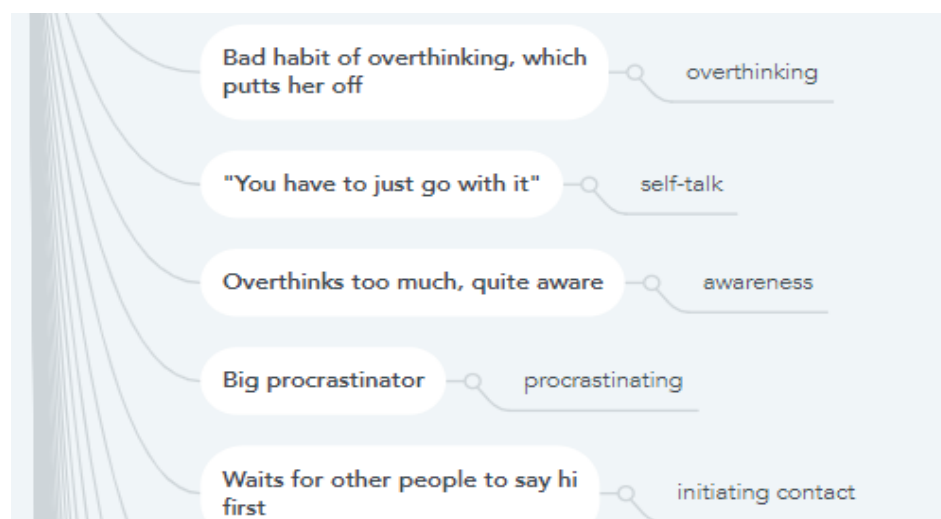 Bad habit of overthinking, which
putts her off
overthinking
"You have to just go with it"
self-talk
Overthinks too much, quite aware
awareness
Big procrastinator
procrastinating
Waits for other people to say hi
first
initiating contact